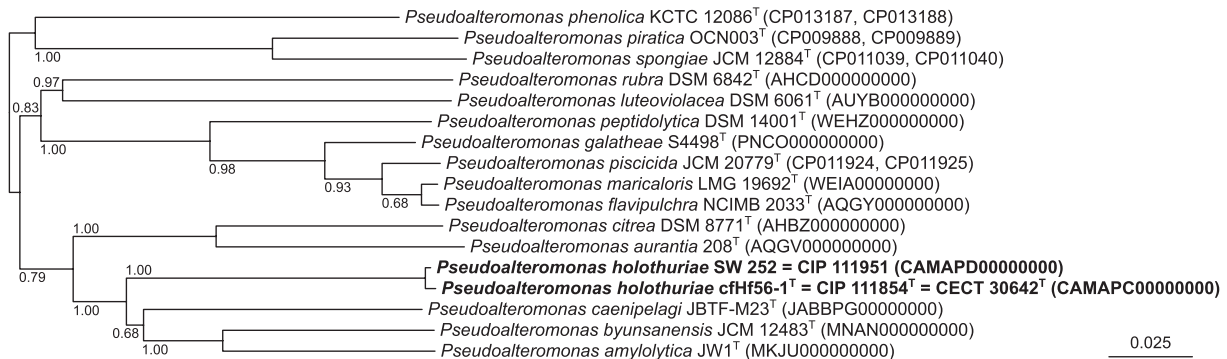 Pseudoalteromonas phenolica KCTC 12086ᵀ (CP013187, CP013188)
1.00
Pseudoalteromonas piratica OCN003ᵀ (CP009888, CP009889)
Pseudoalteromonas spongiae JCM 12884ᵀ (CP011039, CP011040)
0.97
Pseudoalteromonas rubra DSM 6842ᵀ (AHCD000000000)
0.83
Pseudoalteromonas luteoviolacea DSM 6061ᵀ (AUYB000000000)
Pseudoalteromonas peptidolytica DSM 14001ᵀ (WEHZ000000000)
1.00
Pseudoalteromonas galatheae S4498ᵀ (PNCO000000000)
0.98
Pseudoalteromonas piscicida JCM 20779ᵀ (CP011924, CP011925)
0.93
Pseudoalteromonas maricaloris LMG 19692ᵀ (WEIA00000000)
0.68
Pseudoalteromonas flavipulchra NCIMB 2033ᵀ (AQGY000000000)
1.00
Pseudoalteromonas citrea DSM 8771ᵀ (AHBZ000000000)
Pseudoalteromonas aurantia 208ᵀ (AQGV000000000)
0.79
1.00
Pseudoalteromonas holothuriae SW 252 = CIP 111951 (CAMAPD00000000)
Pseudoalteromonas holothuriae cfHf56-1ᵀ = CIP 111854ᵀ = CECT 30642ᵀ (CAMAPC00000000)
1.00
Pseudoalteromonas caenipelagi JBTF-M23ᵀ (JABBPG00000000)
0.68
Pseudoalteromonas byunsanensis JCM 12483ᵀ (MNAN000000000)
1.00
Pseudoalteromonas amylolytica JW1ᵀ (MKJU000000000)
0.025